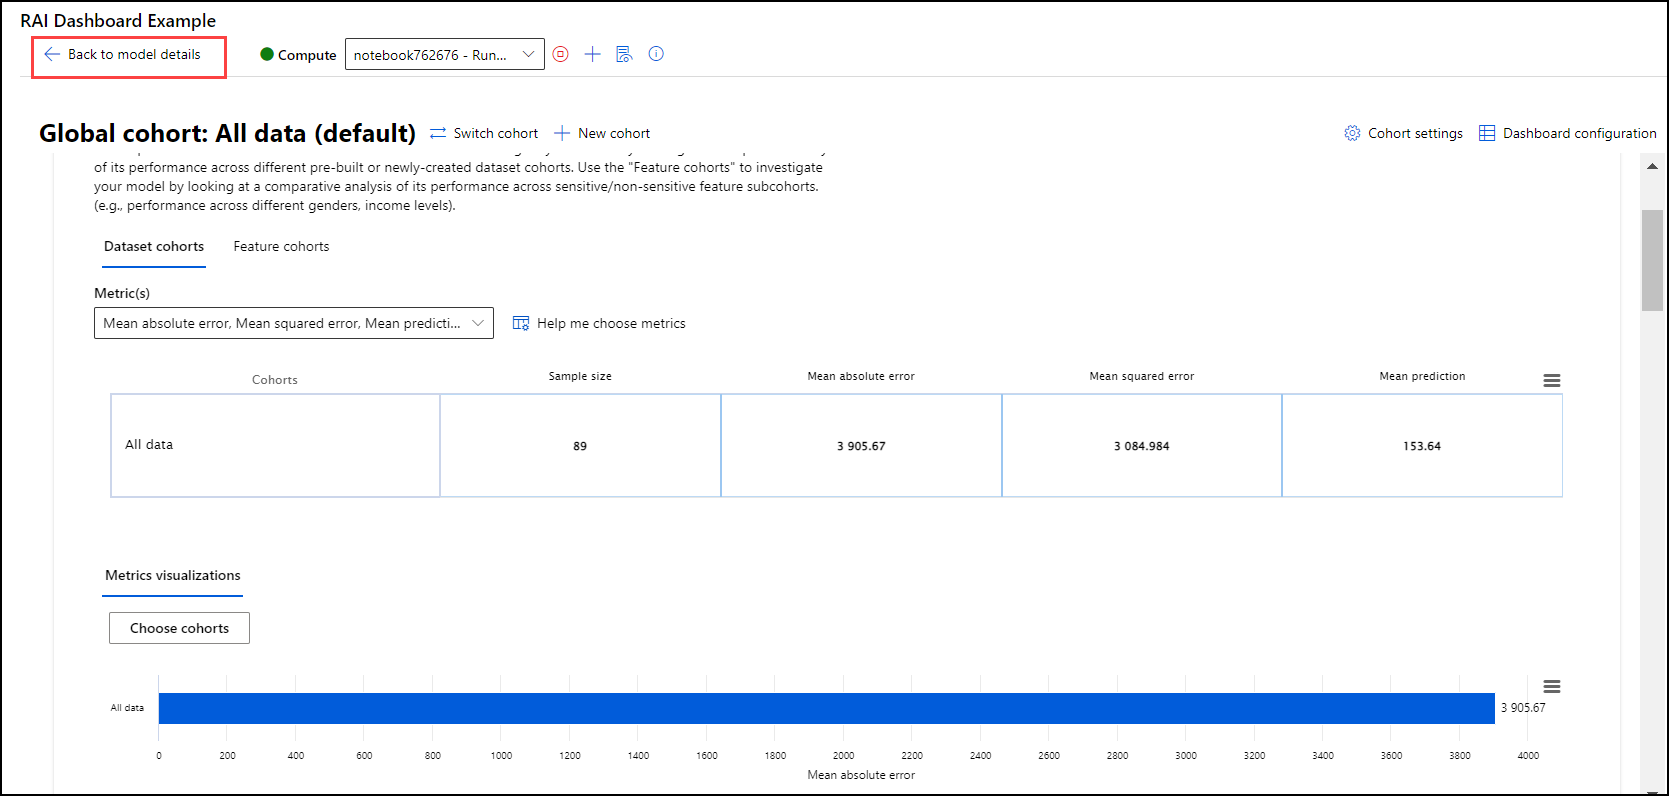 RAI Dashboard Example
Back to model details
Compute
notebook762676 - Run...
Global cohort: All data (default)
Switch cohort
New cohort
Cohort settings
Dashboard configuration
of its performance across different pre-built or newly-created dataset cohorts. Use the "Feature cohorts" to investigate
your model by looking at a comparative analysis of its performance across sensitive/non-sensitive feature subcohorts.
(e.g., performance across different genders, income levels).
Dataset cohorts
Feature cohorts
Metric(s)
Mean absolute error, Mean squared error, Mean predicti...
Help me choose metrics
Cohorts
Sample size
Mean absolute error
Mean squared error
Mean prediction
All data
89
3 905.67
3 084.984
153.64
Metrics visualizations
Choose cohorts
All data
3 905.67
0 200 400 600 800 1000 1200 1400 1600 1800 2000 2200 2400 2600 2800 3000 3200 3400 3600 3800 4000
Mean absolute error